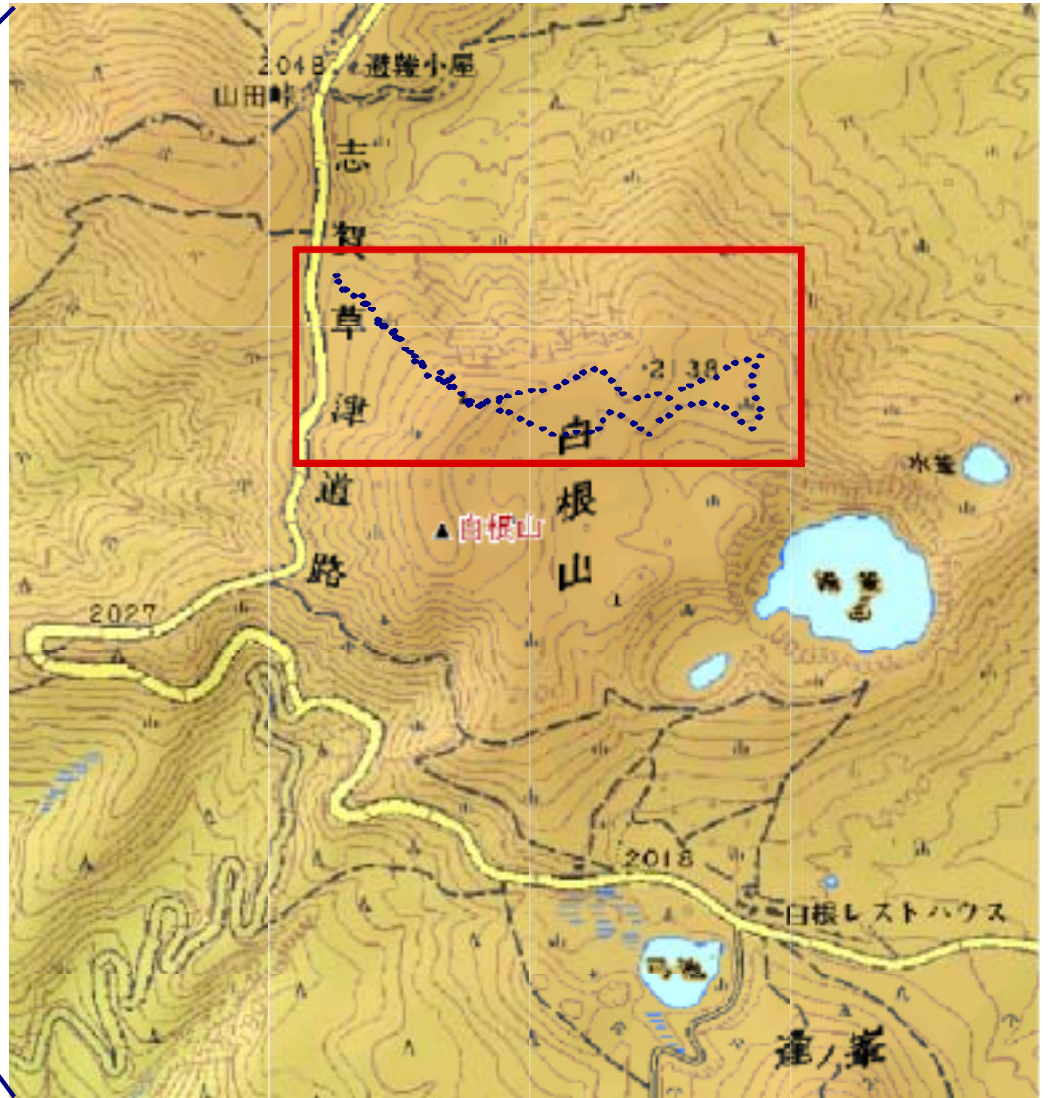 2048
避難小屋
山田峠
志賀草津道路
2000
2138
白根山
水釜
白根山
湯釜
2027
2018
白根レストハウス
弓池
逢ノ峯